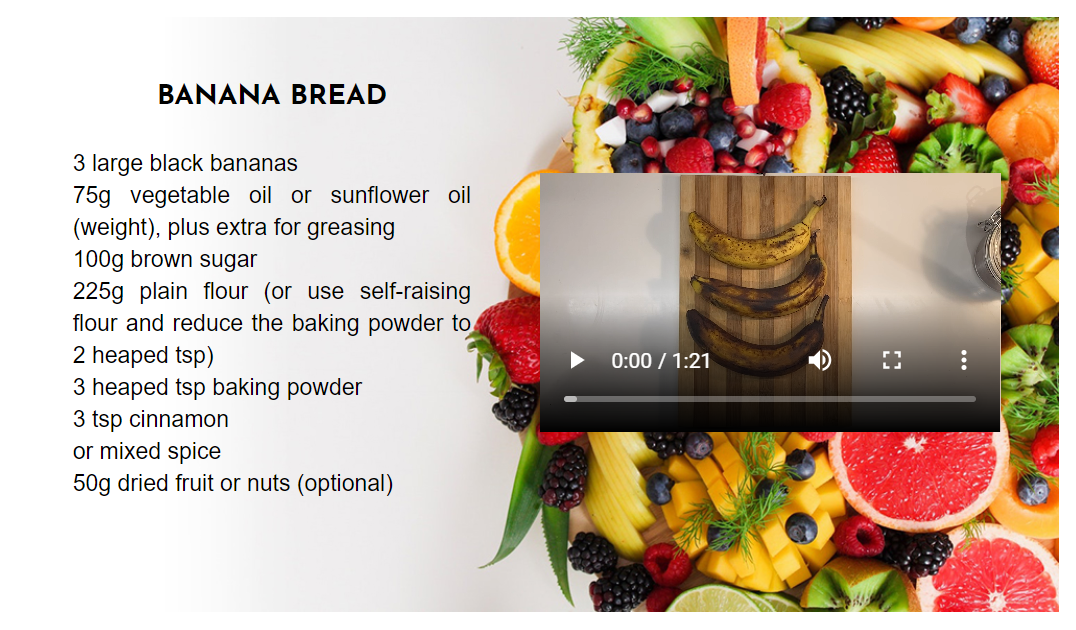 BANANA BREAD
3 large black bananas
75g vegetable oil or sunflower oil
(weight), plus extra for greasing
100g brown sugar
225g plain flour (or use self-raising
flour and reduce the baking powder to
2 heaped tsp)
3 heaped tsp baking powder
3 tsp cinnamon
or mixed spice
50g dried fruit or nuts (optional)
0:00 / 1:21